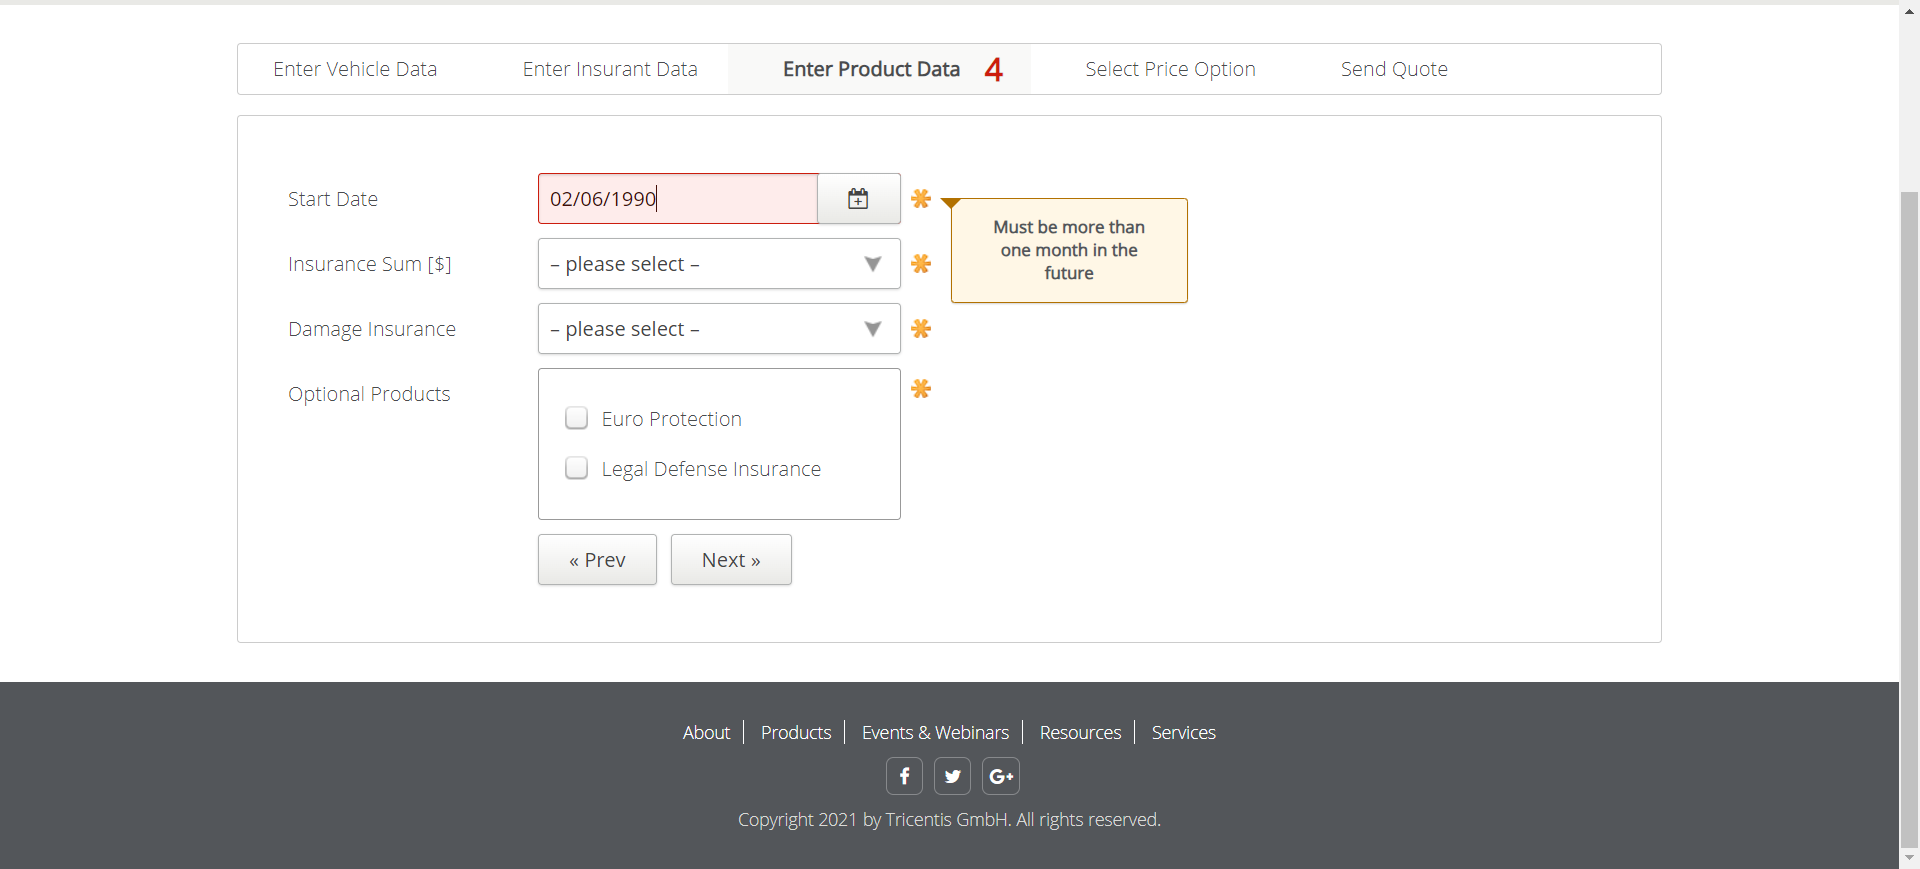 Enter Vehicle Data
Enter Insurant Data
Enter Product Data 4
Select Price Option
Send Quote
Start Date
02/06/1990
Must be more than
one month in the
future
Insurance Sum [$]
– please select –
Damage Insurance
– please select –
Optional Products
Euro Protection
Legal Defense Insurance
« Prev
Next »
About
Products
Events & Webinars
Resources
Services
f
G+
Copyright 2021 by Tricentis GmbH. All rights reserved.